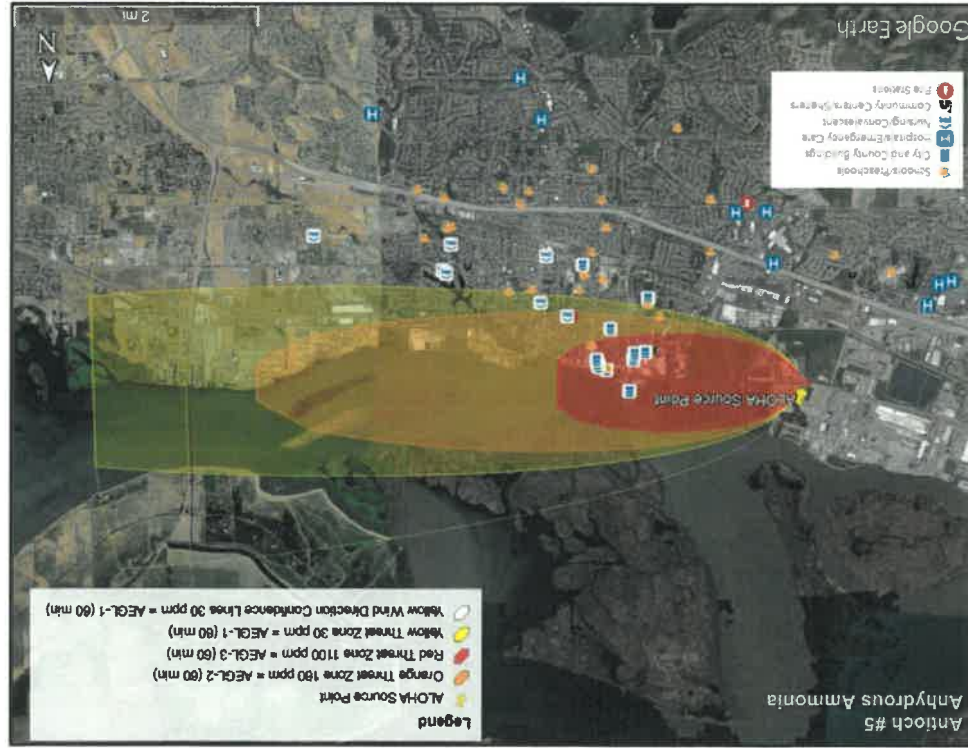 Antioch #5
Anhydrous Ammonia
Legend
ALOHA Source Point
Orange Threat Zone 160 ppm = AEGL-2 (60 min)
Red Threat Zone 1100 ppm = AEGL-3 (60 min)
Yellow Threat Zone 30 ppm = AEGL-1 (60 min)
Yellow Wind Direction Confidence Lines 30 ppm = AEGL-1 (60 min)
ALOHA Source Point
Schools/Preschools
City and County Buildings
Hospitals/Emergency Care
Nursing/Convalescent
Community Centers/Shelters
Fire Stations
Google Earth
N
2 mi